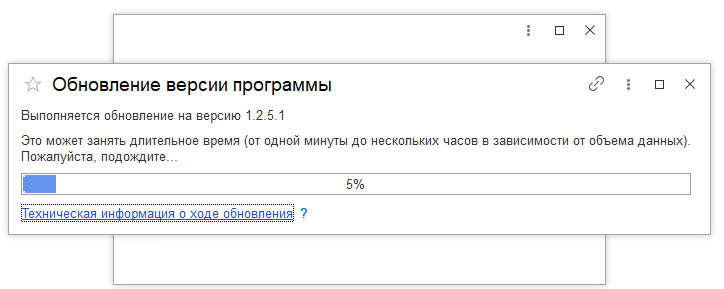 Обновление версии программы
Выполняется обновление на версию 1.2.5.1
Это может занять длительное время (от одной минуты до нескольких часов в зависимости от объема данных).
Пожалуйста, подождите...
5%
Техническая информация о ходе обновления ?